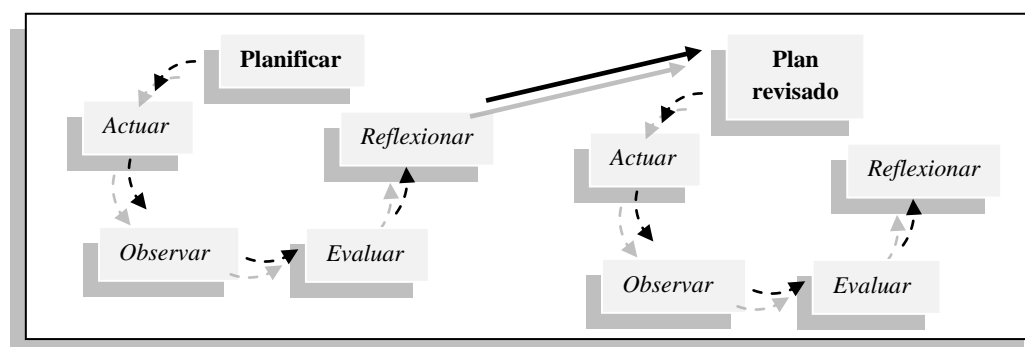 Planificar
Actuar
Observar
Evaluar
Reflexionar
Plan
revisado
Actuar
Observar
Evaluar
Reflexionar